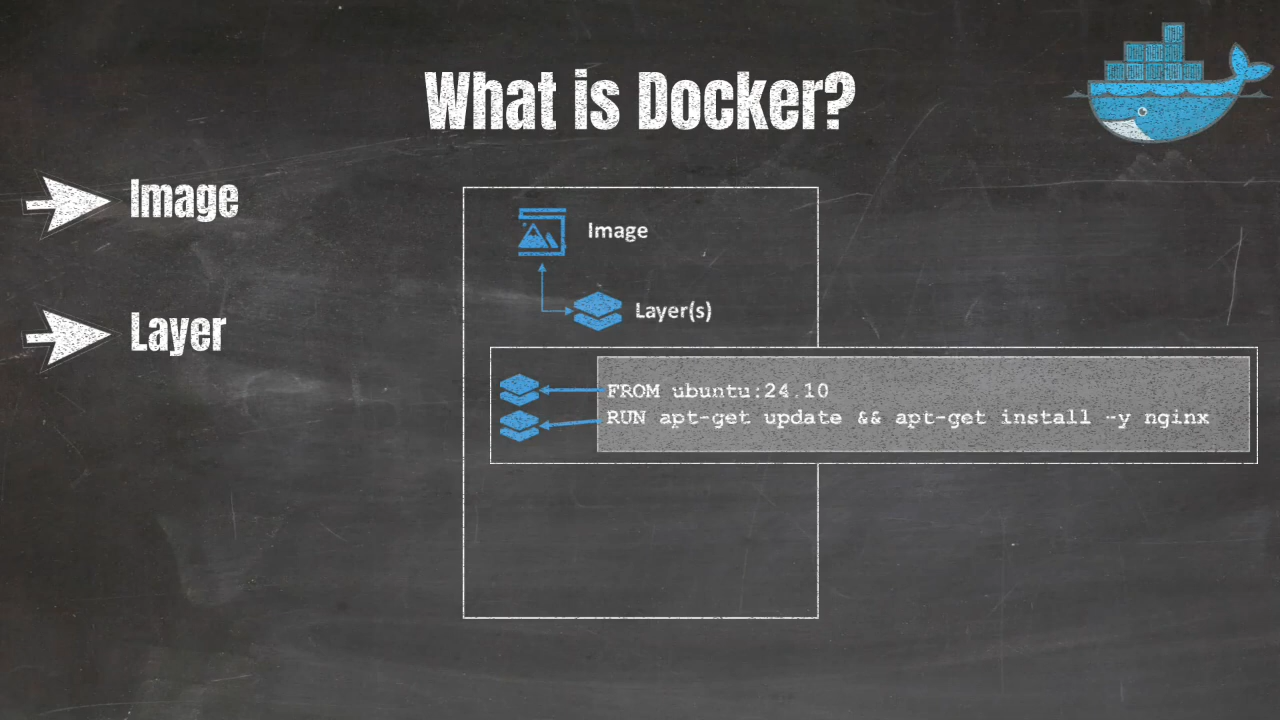 What is Docker?
Image
Layer
Image
Layer(s)
FROM ubuntu:24.10
RUN apt-get update && apt-get install -y nginx